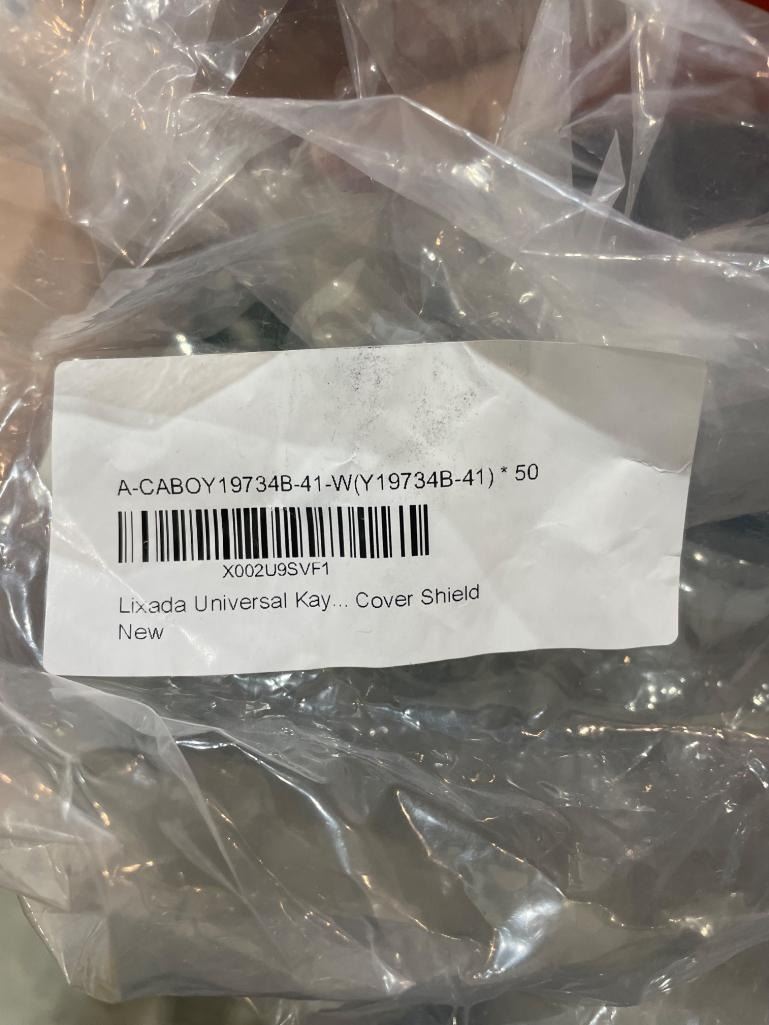 A-CABOY19734B-41-W(Y19734B-41) * 50
X002U9SVF1
Lixada Universal Kay... Cover Shield
New